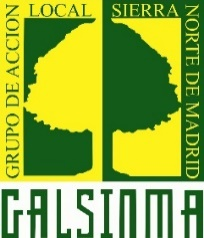 GRUPO DE ACCION
LOCAL SIERRA
NORTE DE MADRID
GALSINMA